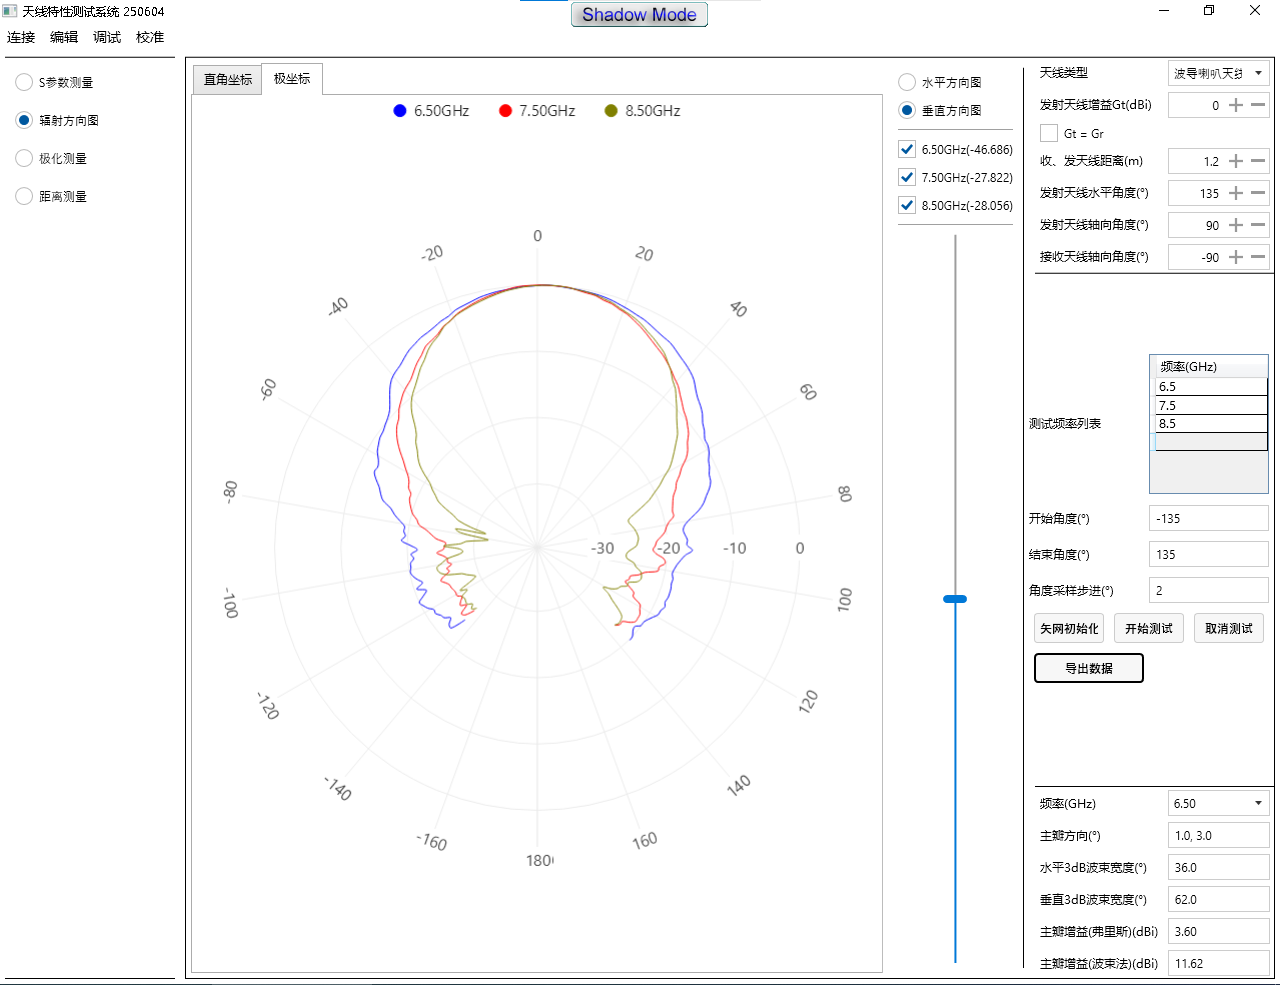 天线特性测试系统 250604
Shadow Mode
连接 编辑 调试 校准
S参数测量
辐射方向图
极化测量
距离测量
直角坐标 极坐标
6.50GHz 7.50GHz 8.50GHz
0
-20 20
-40 40
-60 60
-80 80
-30 -20 -10 0
-100 100
-120 120
-140 140
-160 160
180
水平方向图
垂直方向图
6.50GHz(-46.686)
7.50GHz(-27.822)
8.50GHz(-28.056)
天线类型 波导喇叭天线
发射天线增益Gt(dBi) 0
Gt = Gr
收、发天线距离(m) 1.2
发射天线水平角度(°) 135
发射天线轴向角度(°) 90
接收天线轴向角度(°) -90
测试频率列表
频率(GHz)
6.5
7.5
8.5
开始角度(°) -135
结束角度(°) 135
角度采样步进(°) 2
矢网初始化 开始测试 取消测试
导出数据
频率(GHz) 6.50
主瓣方向(°) 1.0, 3.0
水平3dB波束宽度(°) 36.0
垂直3dB波束宽度(°) 62.0
主瓣增益(弗里斯)(dBi) 3.60
主瓣增益(波束法)(dBi) 11.62